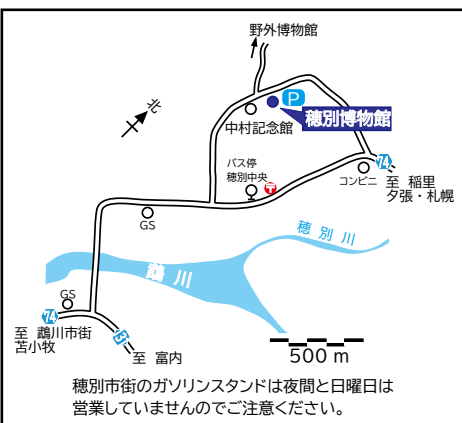 野外博物館
北
P
穂別博物館
中村記念館
バス停
穂別中央
〒
コンビニ
74
至 稲里
夕張・札幌
GS
穂別川
鵡川
GS
74
至 鵡川市街
苫小牧
3
至 富内
500 m
穂別市街のガソリンスタンドは夜間と日曜日は
営業していませんのでご注意ください。